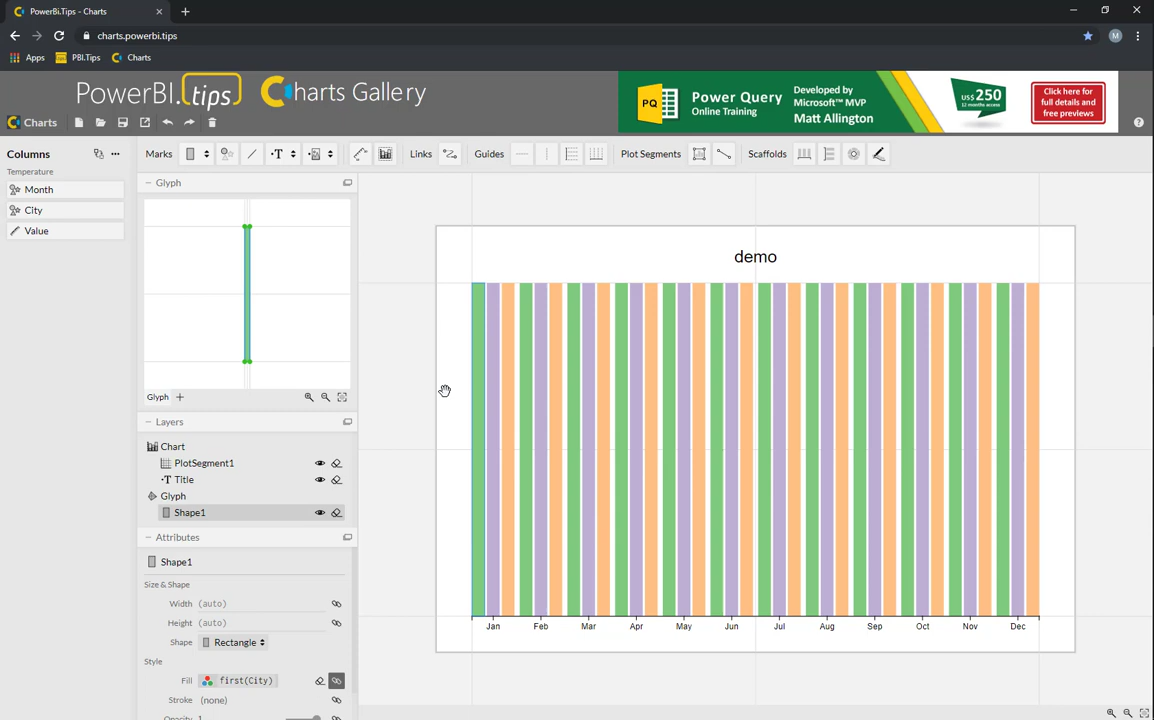 PowerBi.Tips - Charts
charts.powerbi.tips
M
Apps
PBI.Tips
Charts
PowerBI.tips
Charts Gallery
PQ
Power Query
Online Training
Developed by
Microsoft™ MVP
Matt Allington
US$ 250
12 months access
Click here for
full details and
free previews
Charts
Columns
Marks
Links
Guides
Plot Segments
Scaffolds
Temperature
Month
City
Value
Glyph
Glyph
Layers
Chart
PlotSegment1
Title
Glyph
Shape1
Attributes
Shape1
Size & Shape
Width (auto)
Height (auto)
Shape Rectangle
Style
Fill first(City)
Stroke (none)
Opacity 1
demo
Jan Feb Mar Apr May Jun Jul Aug Sep Oct Nov Dec